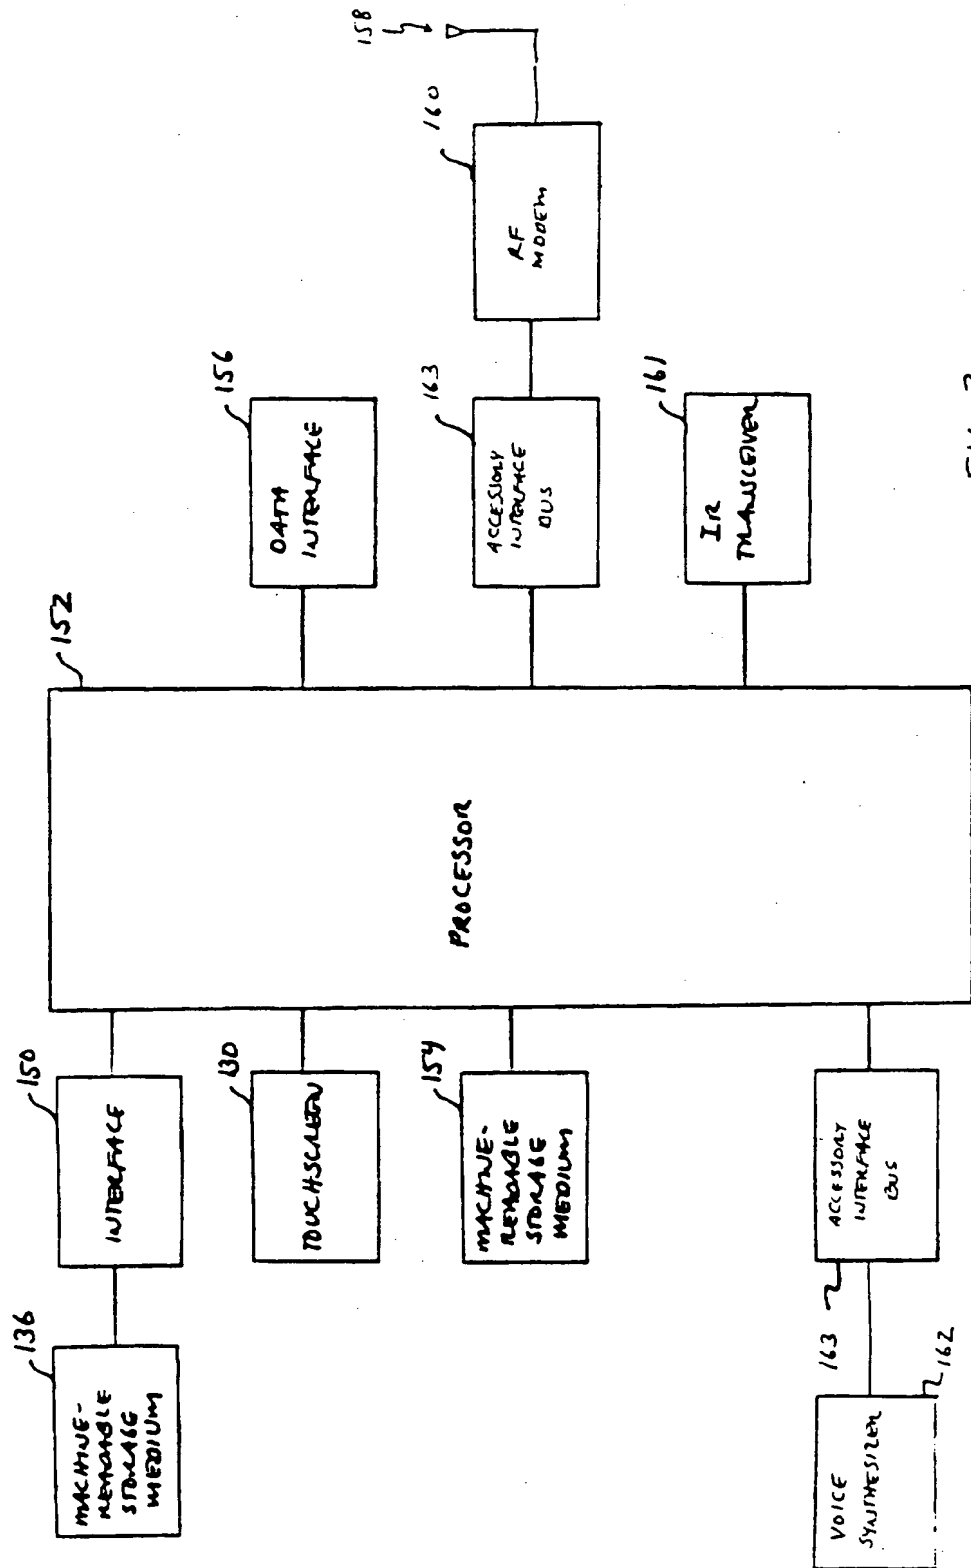 136
MACHINE-
READABLE
STORAGE
MEDIUM
150
INTERFACE
130
TOUCHSCREEN
154
MACHINE-
READABLE
STORAGE
MEDIUM
163
ACCESSORY
INTERFACE
BUS
162
VOICE
SYNTHESIZER
152
PROCESSOR
156
DATA
INTERFACE
163
ACCESSORY
INTERFACE
BUS
160
RF
MODEM
158
161
IR
TRANSCEIVER